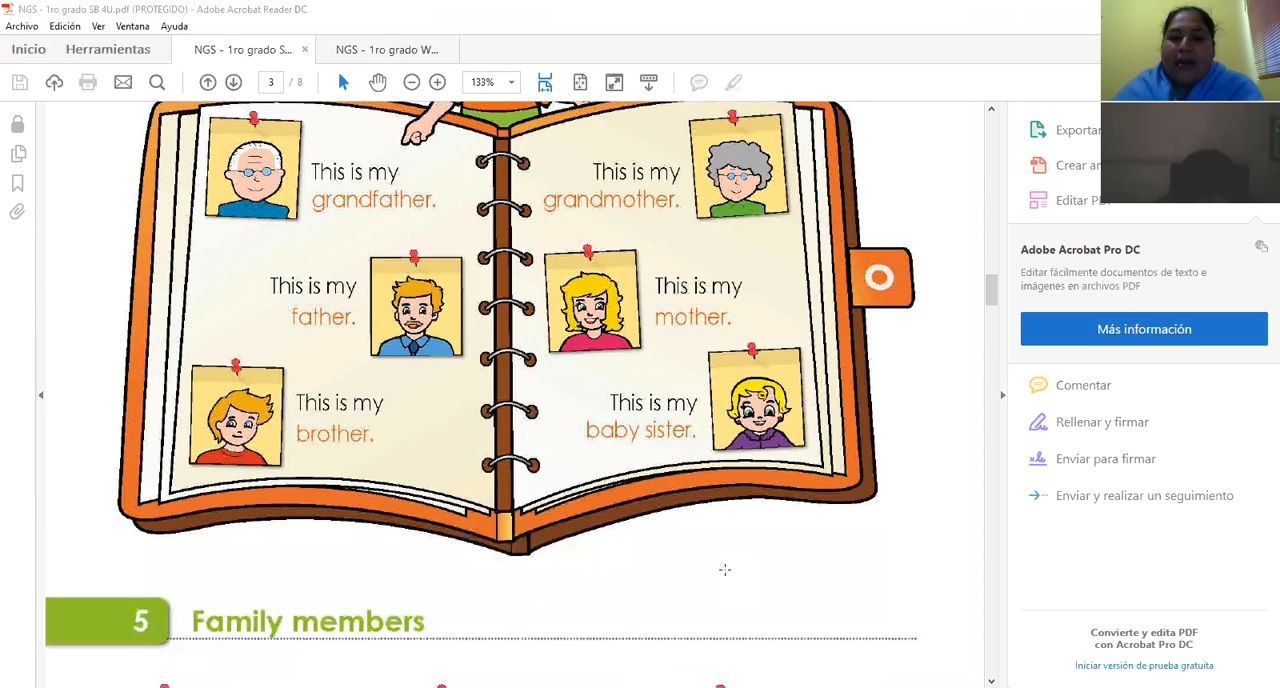 NGS - 1ro grado SB 4U.pdf (PROTEGIDO) - Adobe Acrobat Reader DC
Archivo Edición Ver Ventana Ayuda
Inicio Herramientas NGS - 1ro grado S... × NGS - 1ro grado W...
3 / 8 133%
This is my
grandfather.
This is my
grandmother.
This is my
father.
This is my
mother.
This is my
brother.
This is my
baby sister.
5 Family members
Exportar
Crear
Editar
Adobe Acrobat Pro DC
Editar fácilmente documentos de texto e
imágenes en archivos PDF
Más información
Comentar
Rellenar y firmar
Enviar para firmar
Enviar y realizar un seguimiento
Convierte y edita PDF
con Acrobat Pro DC
Iniciar versión de prueba gratuita